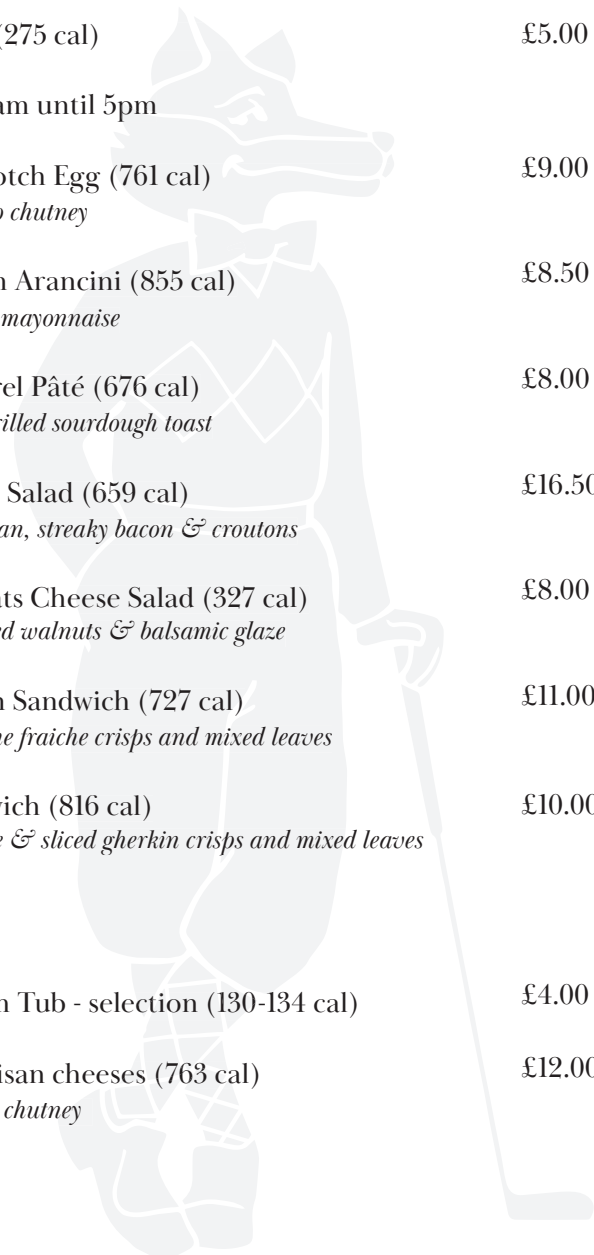 (275 cal) £5.00
am until 5pm
otch Egg (761 cal) £9.00
o chutney
n Arancini (855 cal) £8.50
mayonnaise
rel Pâté (676 cal) £8.00
rilled sourdough toast
Salad (659 cal) £16.50
an, streaky bacon & croutons
ats Cheese Salad (327 cal) £8.00
ed walnuts & balsamic glaze
n Sandwich (727 cal) £11.00
ne fraiche crisps and mixed leaves
wich (816 cal) £10.00
e & sliced gherkin crisps and mixed leaves
n Tub - selection (130-134 cal) £4.00
isan cheeses (763 cal) £12.00
chutney